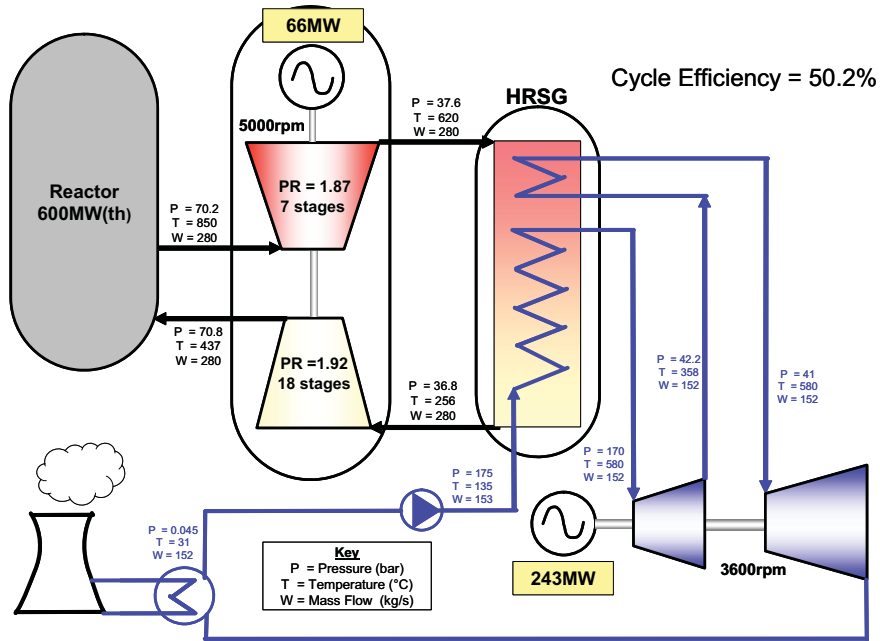 66MW
Cycle Efficiency = 50.2%
HRSG
P = 37.6
T = 620
W = 280
5000rpm
Reactor
600MW(th)
PR = 1.87
7 stages
P = 70.2
T = 850
W = 280
P = 70.8
T = 437
W = 280
PR =1.92
18 stages
P = 36.8
T = 256
W = 280
P = 42.2
T = 358
W = 152
P = 41
T = 580
W = 152
P = 170
T = 580
W = 152
P = 175
T = 135
W = 153
P = 0.045
T = 31
W = 152
Key
P = Pressure (bar)
T = Temperature (°C)
W = Mass Flow (kg/s)
243MW
3600rpm